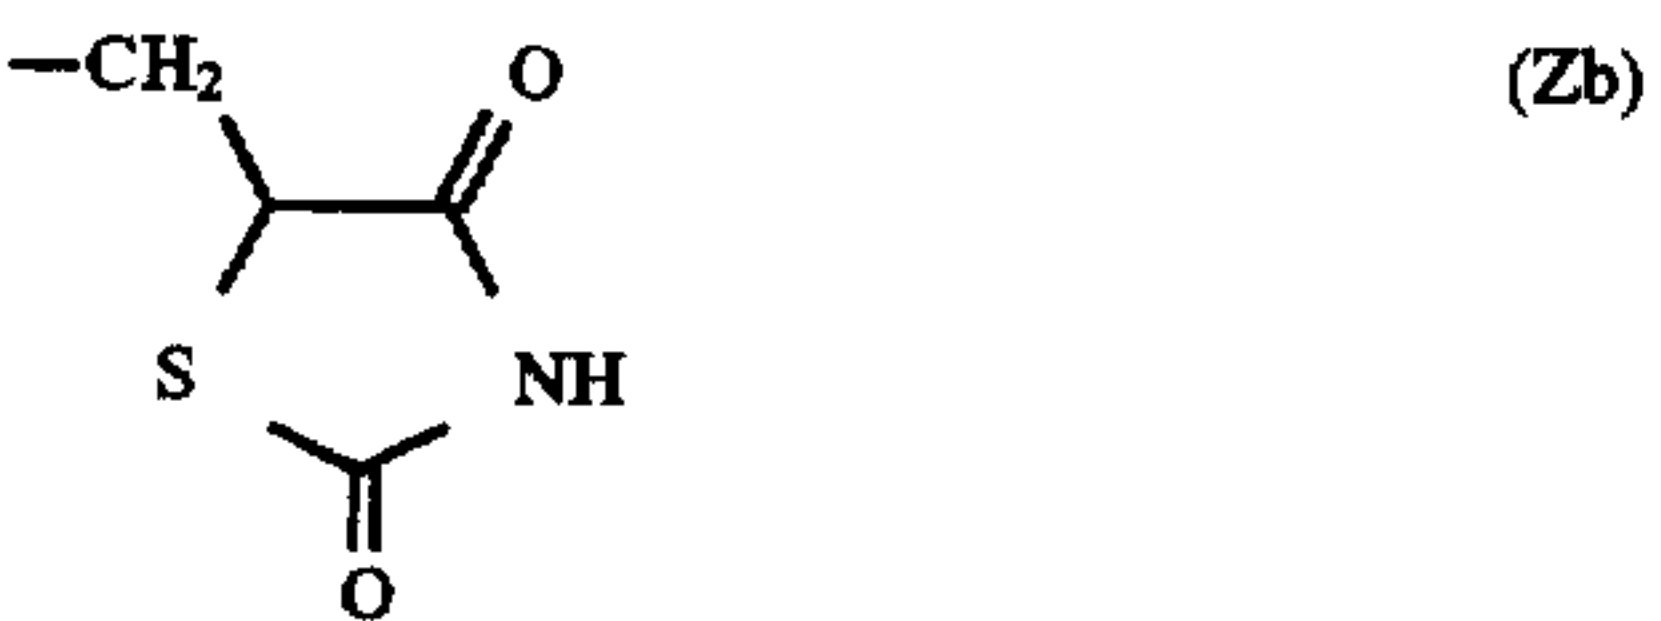 —CH₂ O (Zb)
S NH
O